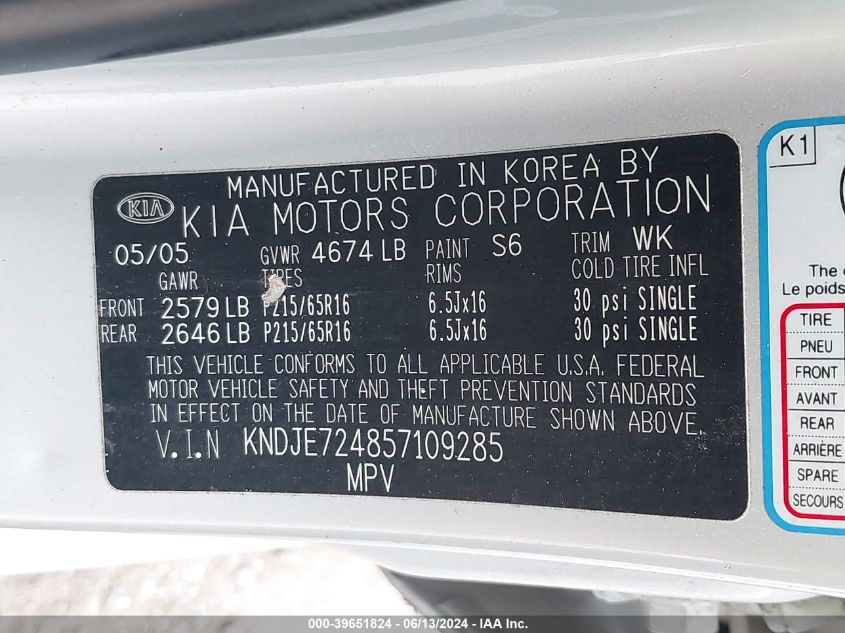 MANUFACTURED IN KOREA BY
KIA
KIA MOTORS CORPORATION
05/05 GVWR 4674 LB PAINT S6 TRIM WK
GAWR TIRES RIMS COLD TIRE INFL
FRONT 2579 LB P215/65R16 6.5Jx16 30 psi SINGLE
REAR 2646 LB P215/65R16 6.5Jx16 30 psi SINGLE
THIS VEHICLE CONFORMS TO ALL APPLICABLE U.S.A. FEDERAL
MOTOR VEHICLE SAFETY AND THEFT PREVENTION STANDARDS
IN EFFECT ON THE DATE OF MANUFACTURE SHOWN ABOVE.
V.I.N KNDJE724857109285
MPV
K1
The
Le poids
TIRE
PNEU
FRONT
AVANT
REAR
ARRIÈRE
SPARE
SECOURS
000-39651824 - 06/13/2024 - IAA Inc.